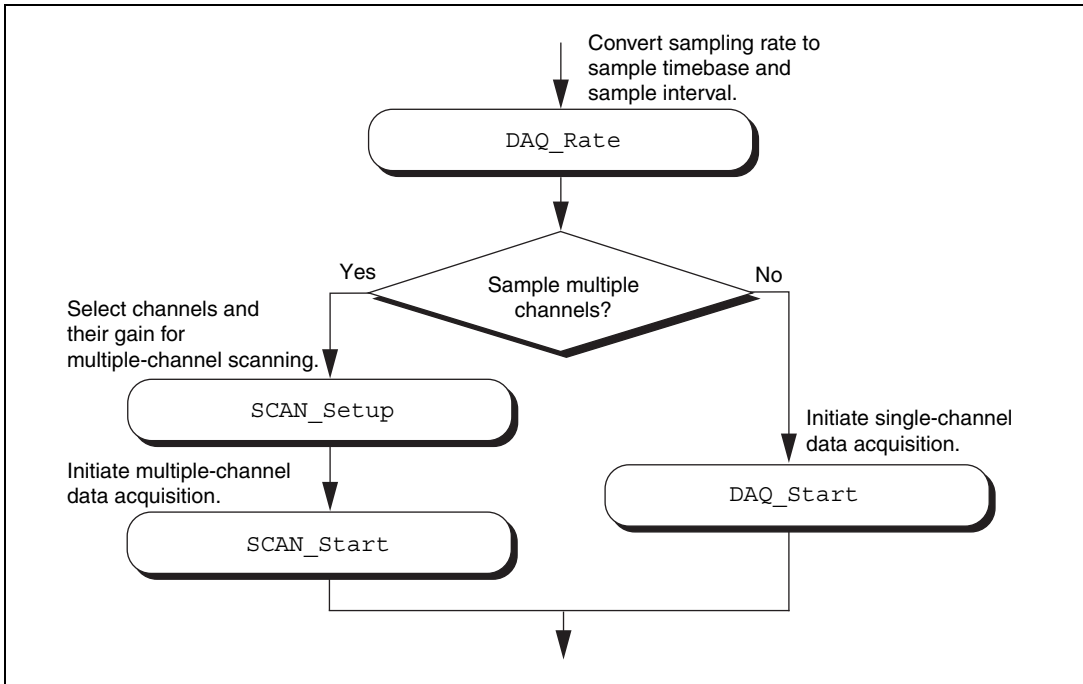 Convert sampling rate to
sample timebase and
sample interval.
DAQ_Rate
Yes
No
Sample multiple
channels?
Select channels and
their gain for
multiple-channel scanning.
SCAN_Setup
Initiate single-channel
data acquisition.
Initiate multiple-channel
data acquisition.
DAQ_Start
SCAN_Start